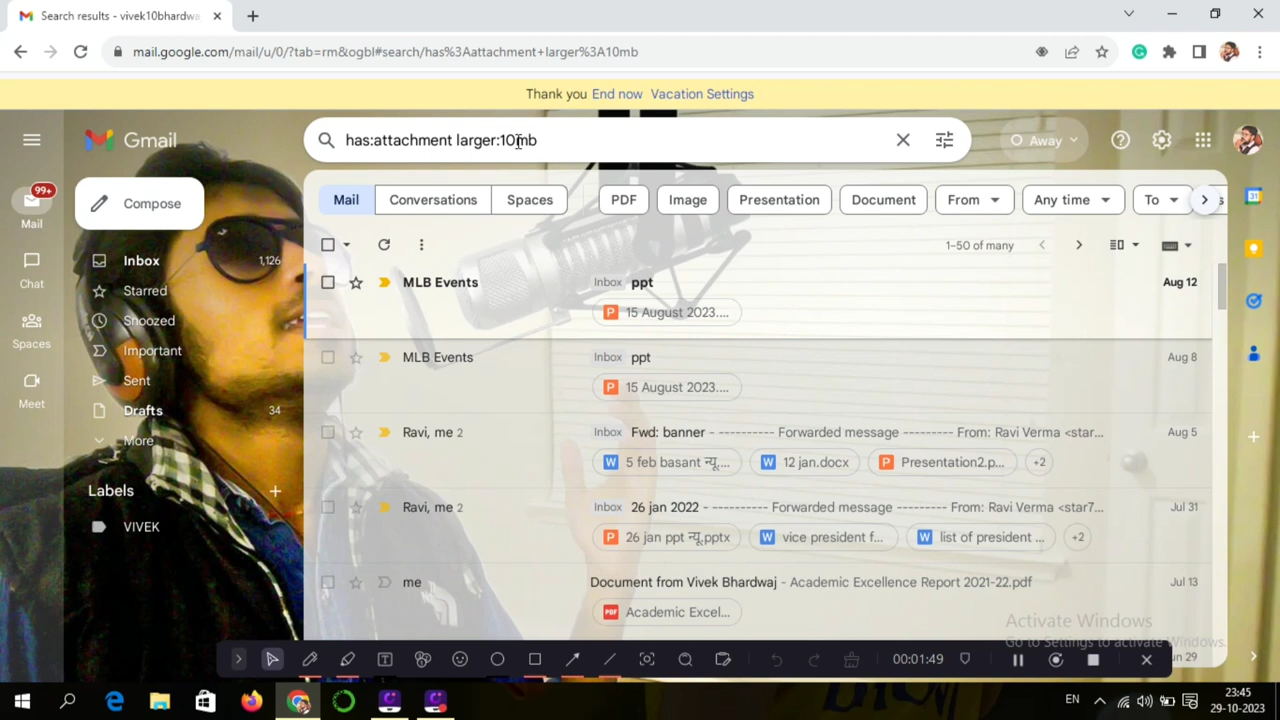 Search results - vivek10bhardwa
mail.google.com/mail/u/0/?tab=rm&ogbl#search/has%3Aattachment+larger%3A10mb
Thank you End now Vacation Settings
Gmail
has:attachment larger:10mb
Away
99+
Mail
Chat
Spaces
Meet
Compose
Inbox 1,126
Starred
Snoozed
Important
Sent
Drafts 34
More
Labels
VIVEK
Mail Conversations Spaces PDF Image Presentation Document From Any time To
1-50 of many
MLB Events Inbox ppt Aug 12
P 15 August 2023....
MLB Events Inbox ppt Aug 8
P 15 August 2023....
Ravi, me 2 Inbox Fwd: banner - ---------- Forwarded message --------- From: Ravi Verma <star... Aug 5
W 5 feb basant न्यू.... W 12 jan.docx P Presentation2.p... +2
Ravi, me 2 Inbox 26 jan 2022 - ---------- Forwarded message --------- From: Ravi Verma <star7... Jul 31
P 26 jan ppt न्यू.pptx W vice president f... W list of president ... +2
me Document from Vivek Bhardwaj - Academic Excellence Report 2021-22.pdf Jul 13
PDF Academic Excel...
31
Activate Windows
Go to Settings to activate Windows.
00:01:49
EN
23:45
29-10-2023